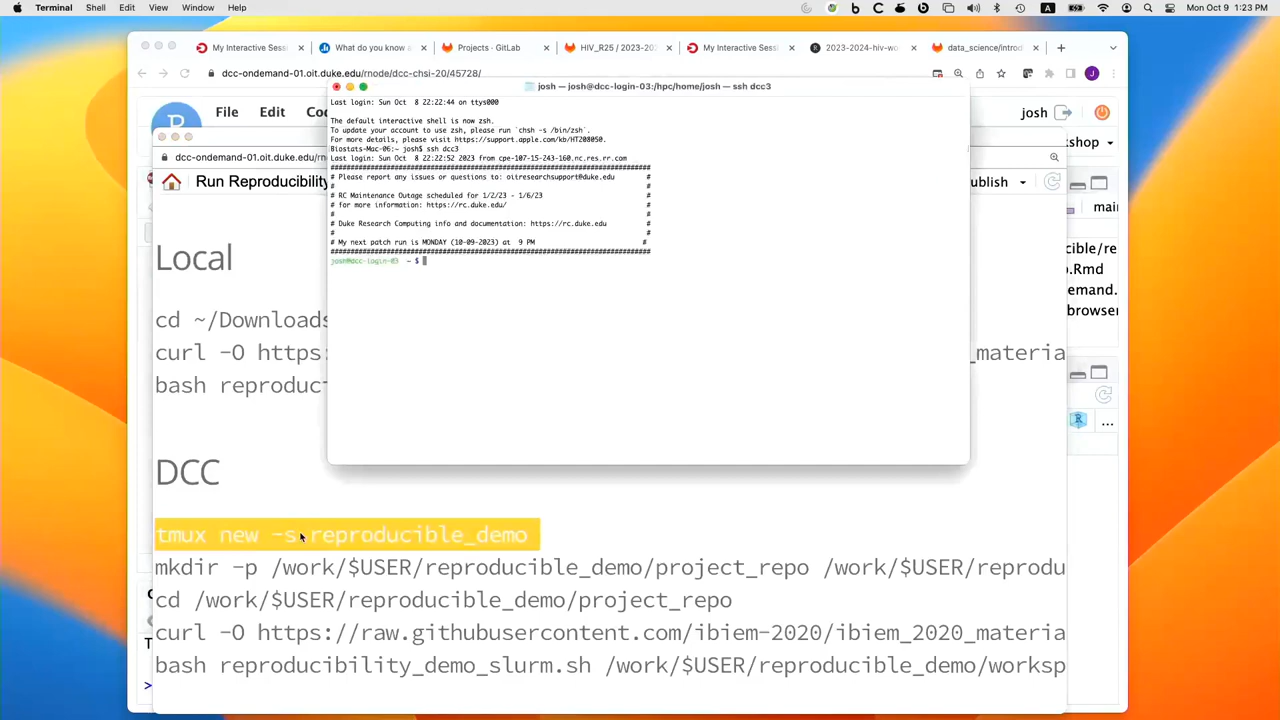 Terminal Shell Edit View Window Help
A Mon Oct 9 1:23 PM
My Interactive Sessi × What do you know a × Projects · GitLab × HIV_R25 / 2023-202 × My Interactive Sessi × 2023-2024-hiv-wo × data_science/introd ×
dcc-ondemand-01.oit.duke.edu/rnode/dcc-chsi-20/45728/
J
josh — josh@dcc-login-03:/hpc/home/josh — ssh dcc3
Last login: Sun Oct 8 22:22:44 on ttys000
The default interactive shell is now zsh.
To update your account to use zsh, please run `chsh -s /bin/zsh`.
For more details, please visit https://support.apple.com/kb/HT208050.
Biostats-Mac-06:~ josh$ ssh dcc3
Last login: Sun Oct 8 22:22:52 2023 from cpe-107-15-243-160.nc.res.rr.com
# Please report any issues or questions to: oitresearchsupport@duke.edu #
# #
# RC Maintenance Outage scheduled for 1/2/23 - 1/6/23 #
# for more information: https://rc.duke.edu/ #
# #
# Duke Research Computing info and documentation: https://rc.duke.edu #
# #
# My next patch run is MONDAY (10-09-2023) at 9 PM #
josh@dcc-login-03 ~ $
R File Edit Co
josh
dcc-ondemand-01.oit.duke.edu/rn
shop
Run Reproducibility
ublish
main
Local
cible/re
o.Rmd
demand.
browser
cd ~/Downloads
curl -O https: _materia
bash reproduct
...
DCC
tmux new -s reproducible_demo
mkdir -p /work/$USER/reproducible_demo/project_repo /work/$USER/reprodu
cd /work/$USER/reproducible_demo/project_repo
curl -O https://raw.githubusercontent.com/ibiem-2020/ibiem_2020_materia
bash reproducibility_demo_slurm.sh /work/$USER/reproducible_demo/worksp
>